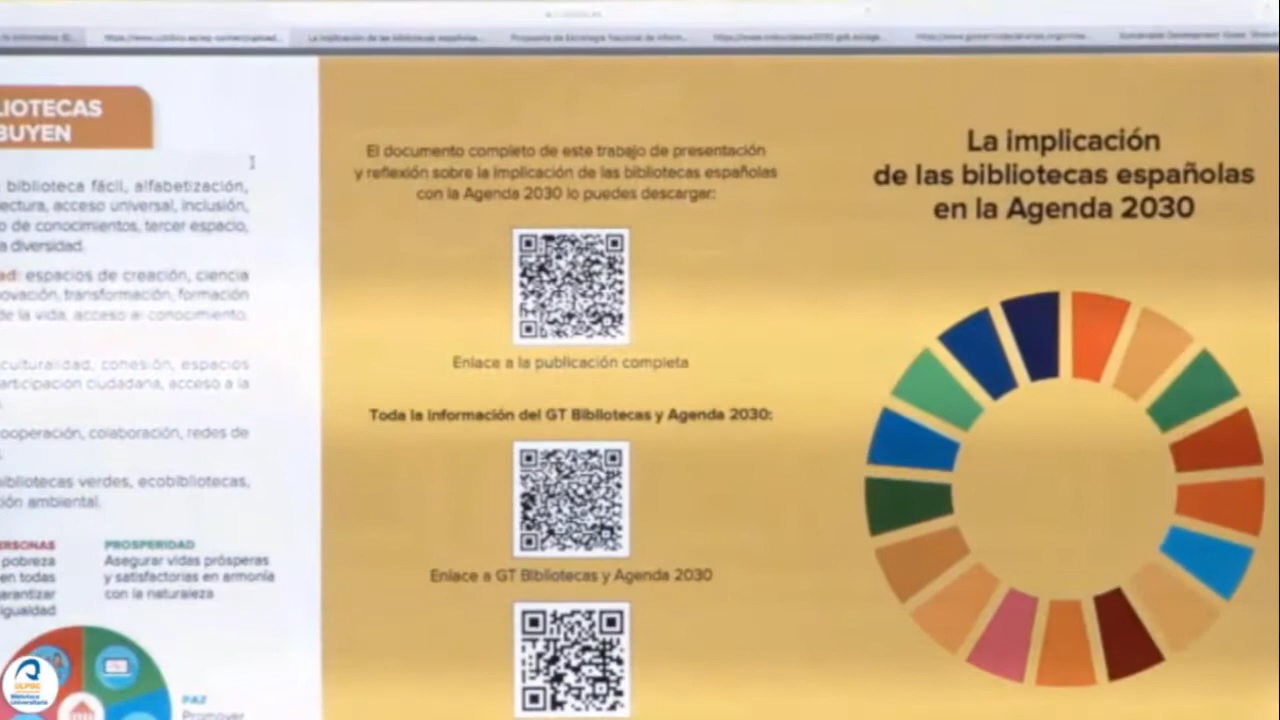 LIOTECAS
BUYEN
biblioteca fácil, alfabetización,
ectura, acceso universal, inclusión,
o de conocimientos, tercer espacio,
a diversidad.
ad: espacios de creación, ciencia
novación, transformación, formación
de la vida, acceso al conocimiento,
culturalidad, cohesión, espacios
articipación ciudadana, acceso a la
ooperación, colaboración, redes de
ibliotecas verdes, ecobibliotecas,
ión ambiental.
ERSONAS
pobreza
en todas
arantizar
igualdad
PROSPERIDAD
Asegurar vidas prósperas
y satisfactorias en armonía
con la naturaleza
PAZ
Promover
ULPGC
Biblioteca
Universitaria
El documento completo de este trabajo de presentación
y reflexión sobre la implicación de las bibliotecas españolas
con la Agenda 2030 lo puedes descargar:
Enlace a la publicación completa
Toda la información del GT Bibliotecas y Agenda 2030:
Enlace a GT Bibliotecas y Agenda 2030
La implicación
de las bibliotecas españolas
en la Agenda 2030